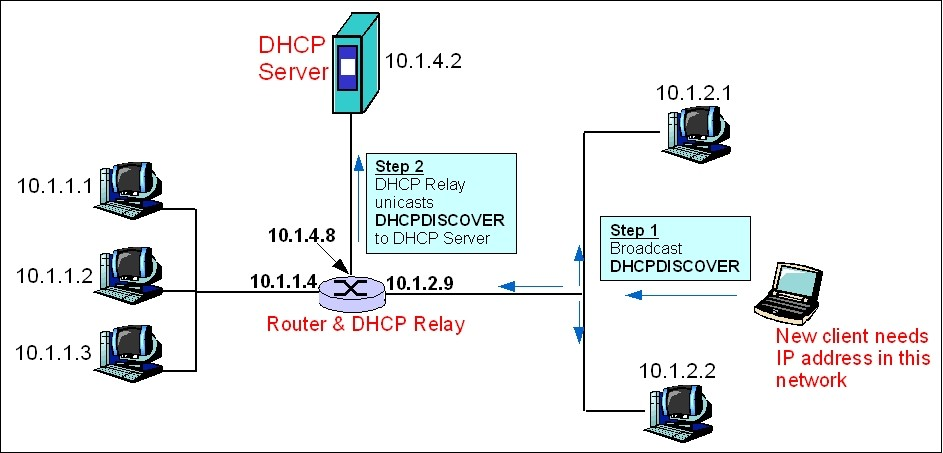 DHCP
Server
10.1.4.2
10.1.2.1
10.1.1.1
Step 2
DHCP Relay
unicasts
DHCPDISCOVER
to DHCP Server
10.1.4.8
Step 1
Broadcast
DHCPDISCOVER
10.1.1.2
10.1.1.4
10.1.2.9
Router & DHCP Relay
10.1.1.3
New client needs
IP address in this
network
10.1.2.2